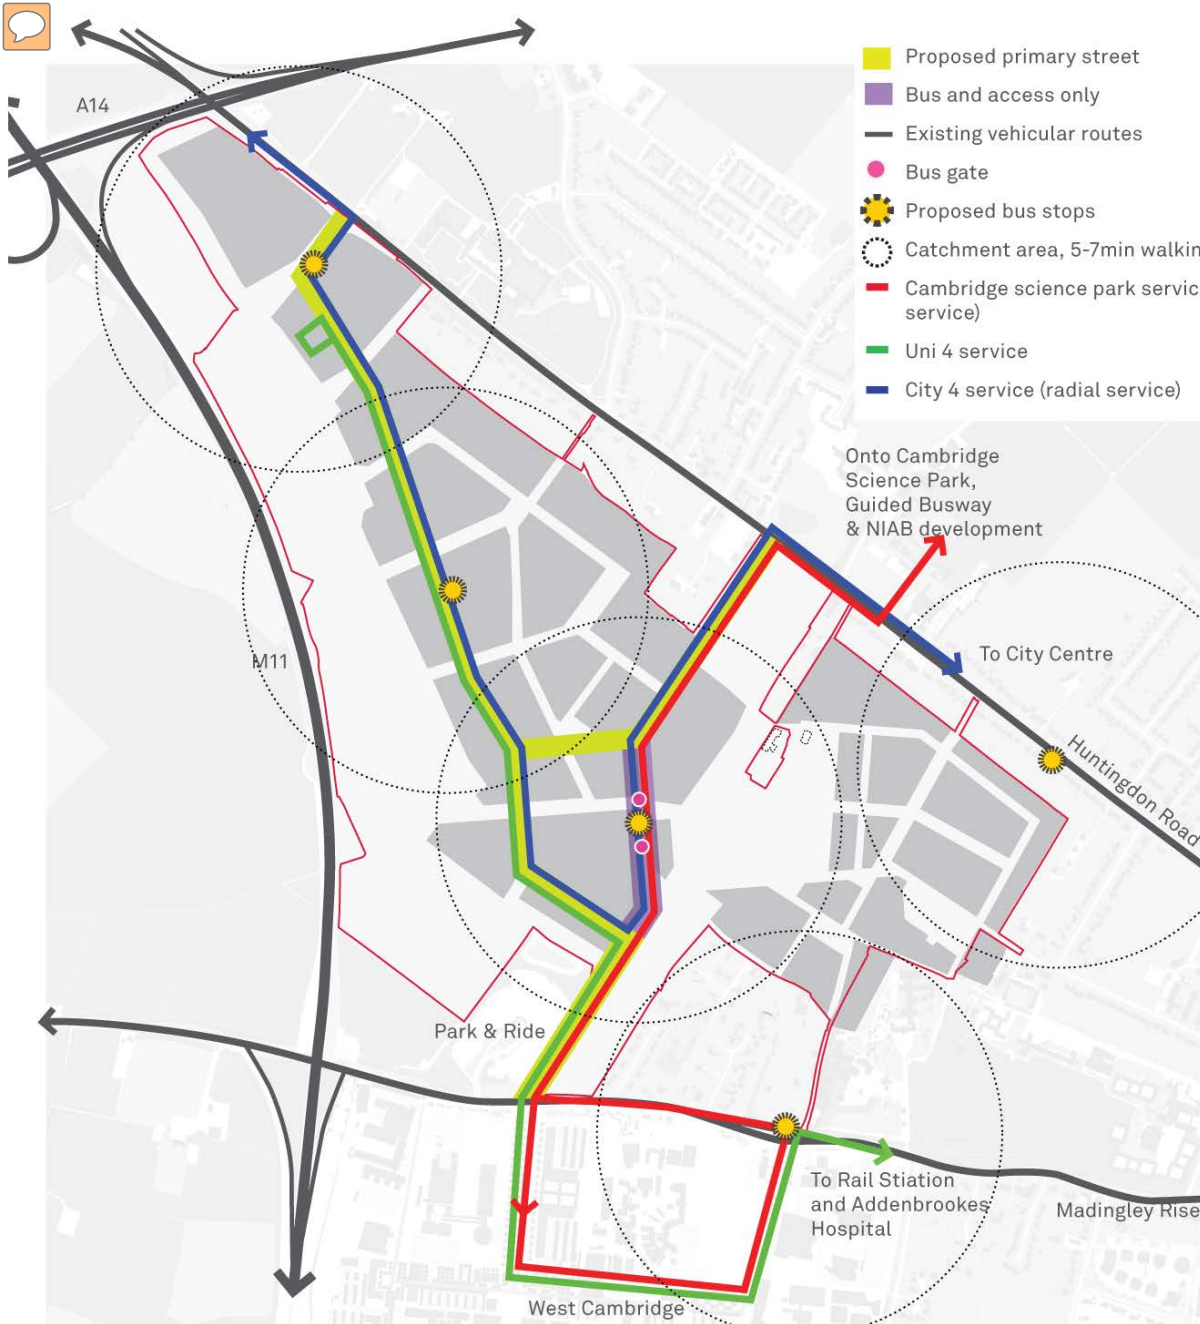 A14
Proposed primary street
Bus and access only
Existing vehicular routes
Bus gate
Proposed bus stops
Catchment area, 5-7min walkin
Cambridge science park servic
service)
Uni 4 service
City 4 service (radial service)
Onto Cambridge
Science Park,
Guided Busway
& NIAB development
M11
To City Centre
Huntingdon Road
Park & Ride
To Rail Stiation
and Addenbrookes
Hospital
Madingley Rise
West Cambridge